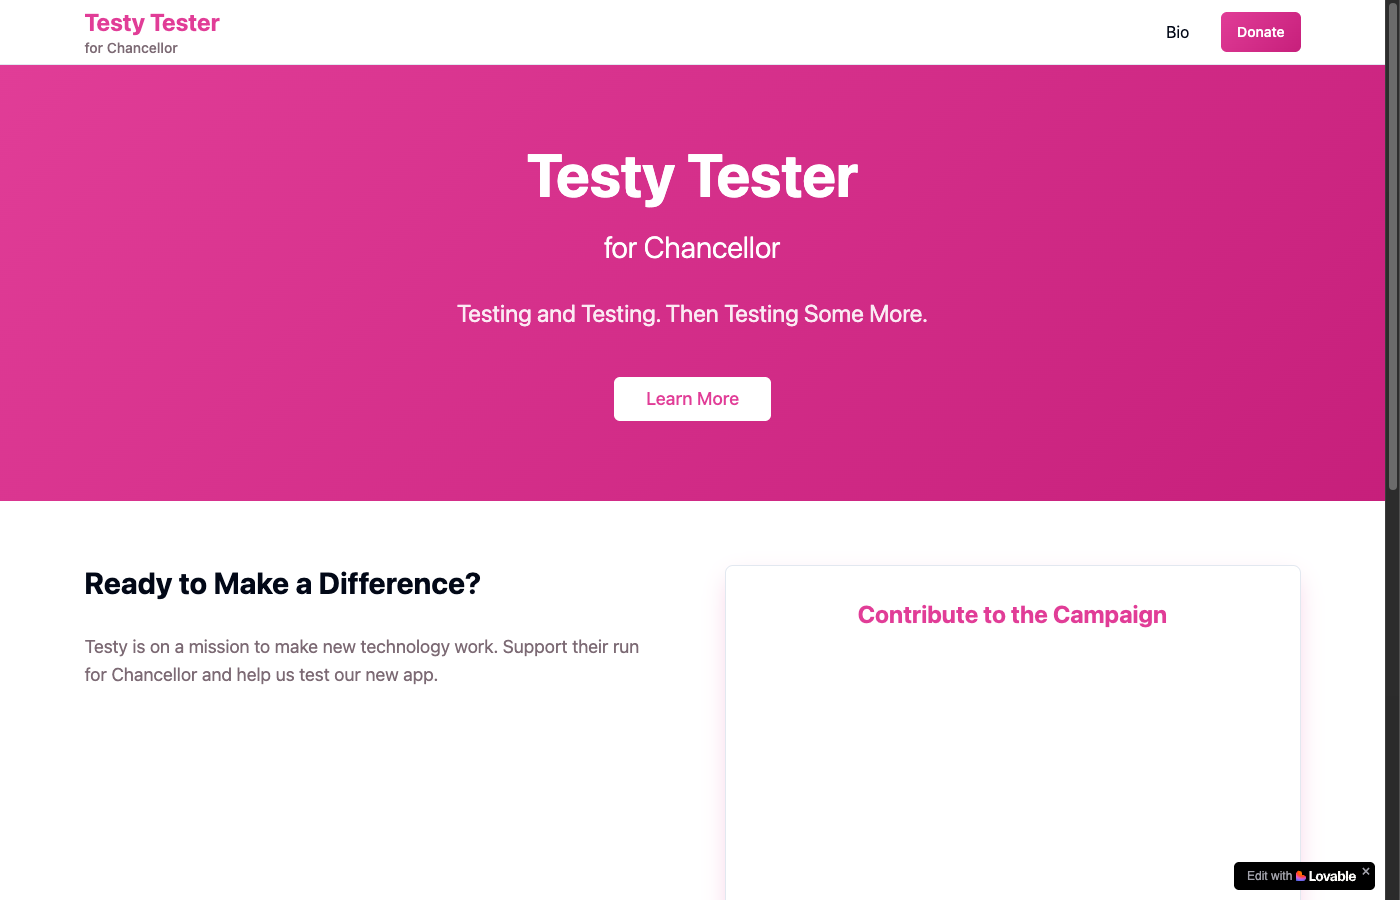 Testy Tester
for Chancellor
Bio
Donate
Testy Tester
for Chancellor
Testing and Testing. Then Testing Some More.
Learn More
Ready to Make a Difference?
Testy is on a mission to make new technology work. Support their run
for Chancellor and help us test our new app.
Contribute to the Campaign
Edit with Lovable ×